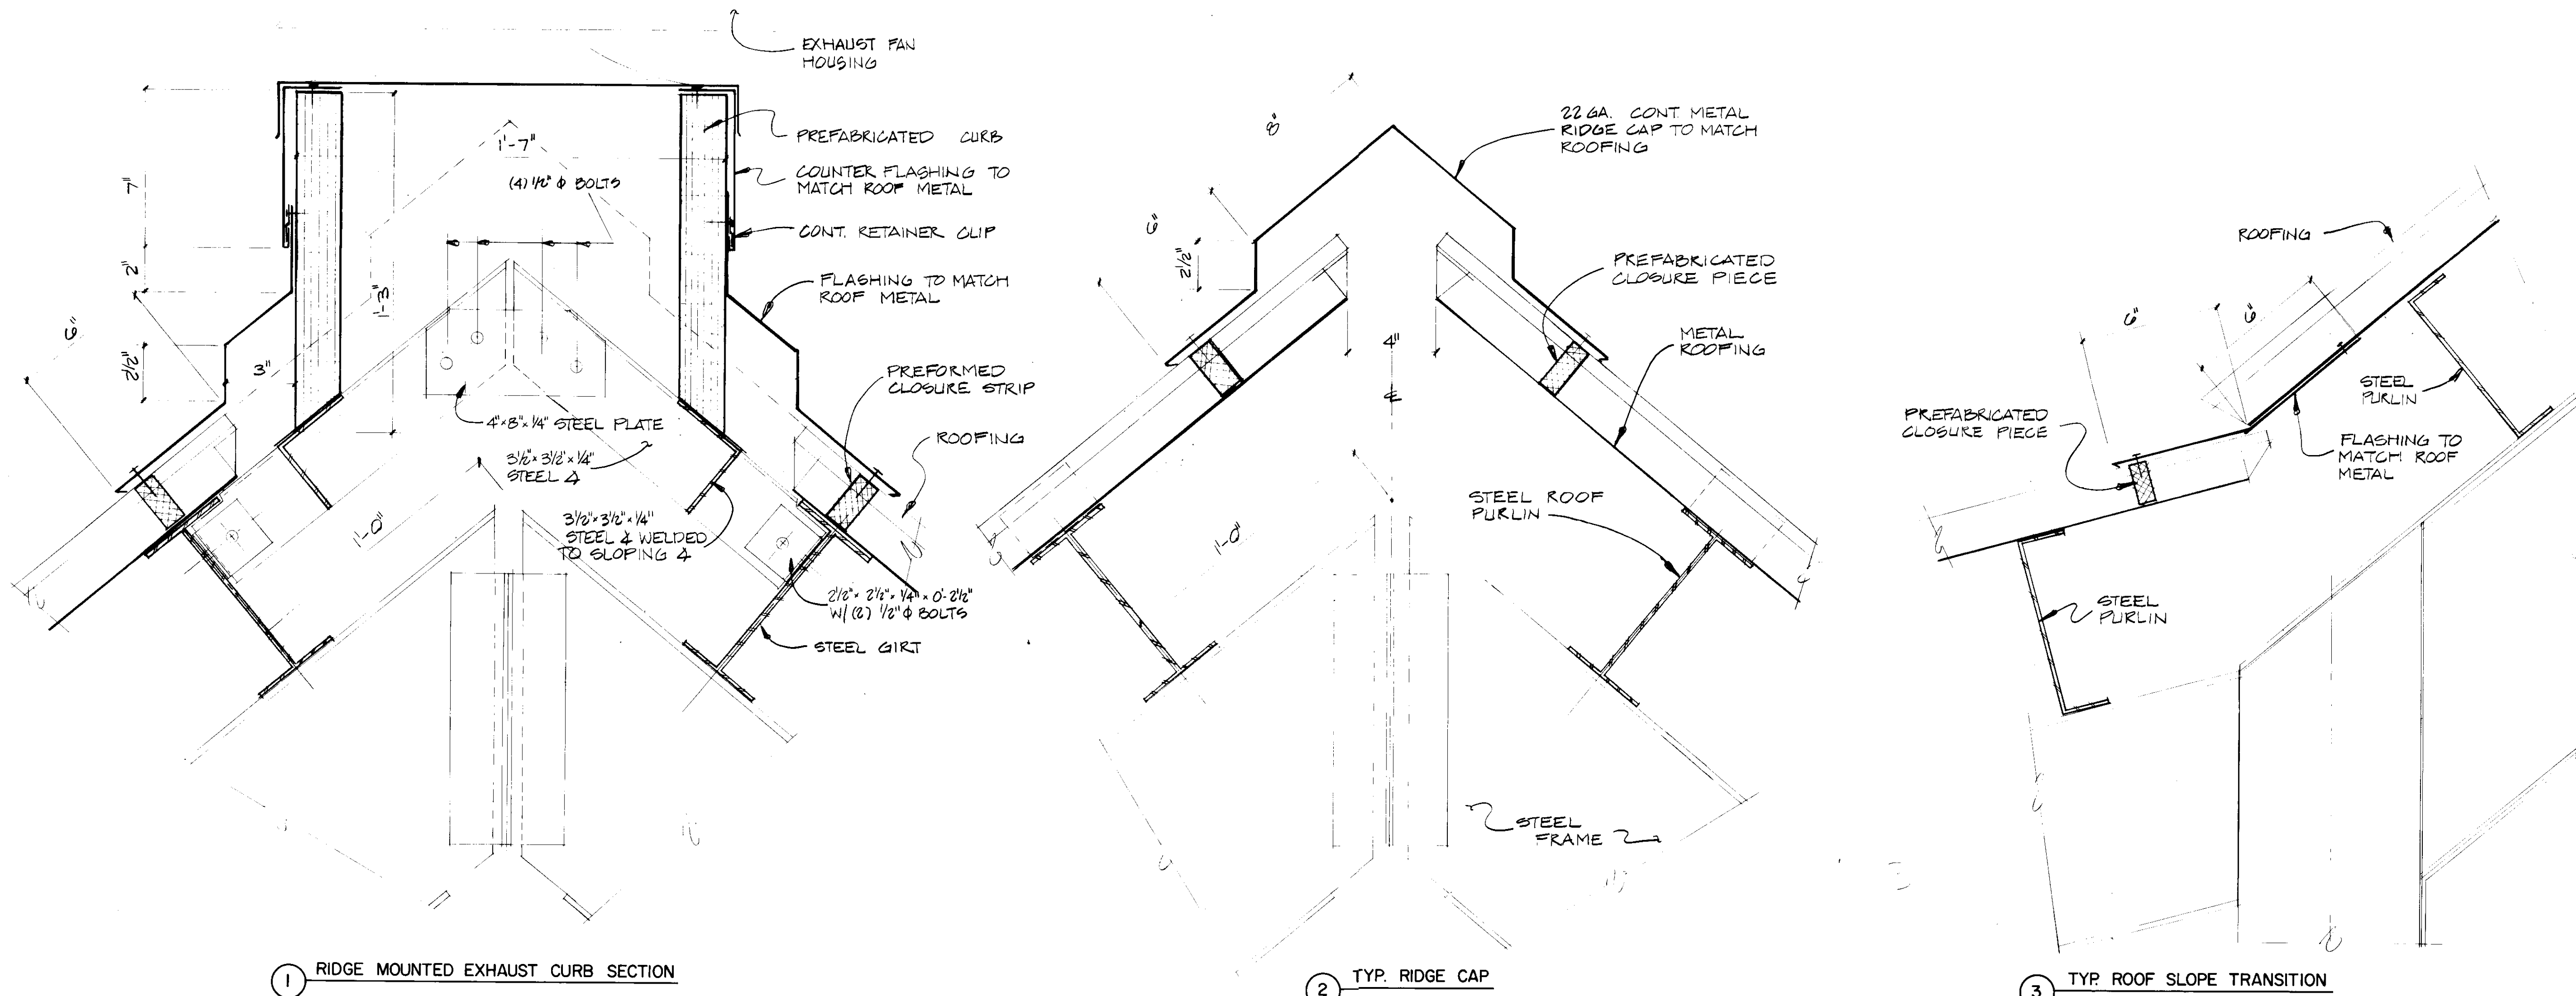 EXHAUST FAN
HOUSING
PREFABRICATED CURB
COUNTER FLASHING TO
MATCH ROOF METAL
CONT. RETAINER CLIP
FLASHING TO MATCH
ROOF METAL
PREFORMED
CLOSURE STRIP
ROOFING
1'-7"
(4) 1/2" Φ BOLTS
7"
2"
2 1/2"
6"
3"
1'-3"
4"×8"×1/4" STEEL PLATE
3 1/2"×3 1/2"×1/4"
STEEL ∡
1'-0"
3 1/2"×3 1/2"×1/4"
STEEL ∡ WELDED
TO SLOPING ∡
2 1/2"×2 1/2"×1/4"×0'-2 1/2"
W/(2) 1/2" Φ BOLTS
STEEL GIRT
1 RIDGE MOUNTED EXHAUST CURB SECTION
8"
6"
2 1/2"
22 GA. CONT. METAL
RIDGE CAP TO MATCH
ROOFING
PREFABRICATED
CLOSURE PIECE
METAL
ROOFING
4"
℄
1'-0"
STEEL ROOF
PURLIN
STEEL
FRAME
2 TYP. RIDGE CAP
ROOFING
6"
6"
STEEL
PURLIN
PREFABRICATED
CLOSURE PIECE
FLASHING TO
MATCH ROOF
METAL
STEEL
PURLIN
3 TYP. ROOF SLOPE TRANSITION